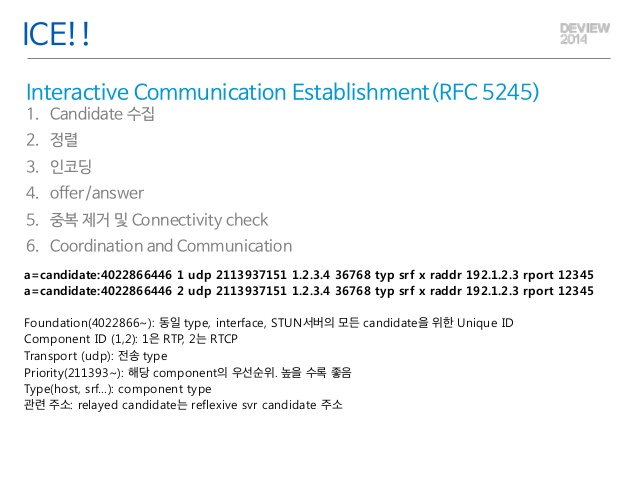 ICE!!
DEVIEW
2014
Interactive Communication Establishment(RFC 5245)
1. Candidate 수집
2. 정렬
3. 인코딩
4. offer/answer
5. 중복 제거 및 Connectivity check
6. Coordination and Communication
a=candidate:4022866446 1 udp 2113937151 1.2.3.4 36768 typ srf x raddr 192.1.2.3 rport 12345
a=candidate:4022866446 2 udp 2113937151 1.2.3.4 36768 typ srf x raddr 192.1.2.3 rport 12345
Foundation(4022866~): 동일 type, interface, STUN서버의 모든 candidate을 위한 Unique ID
Component ID (1,2): 1은 RTP, 2는 RTCP
Transport (udp): 전송 type
Priority(211393~): 해당 component의 우선순위. 높을 수록 좋음
Type(host, srf...): component type
관련 주소: relayed candidate는 reflexive svr candidate 주소